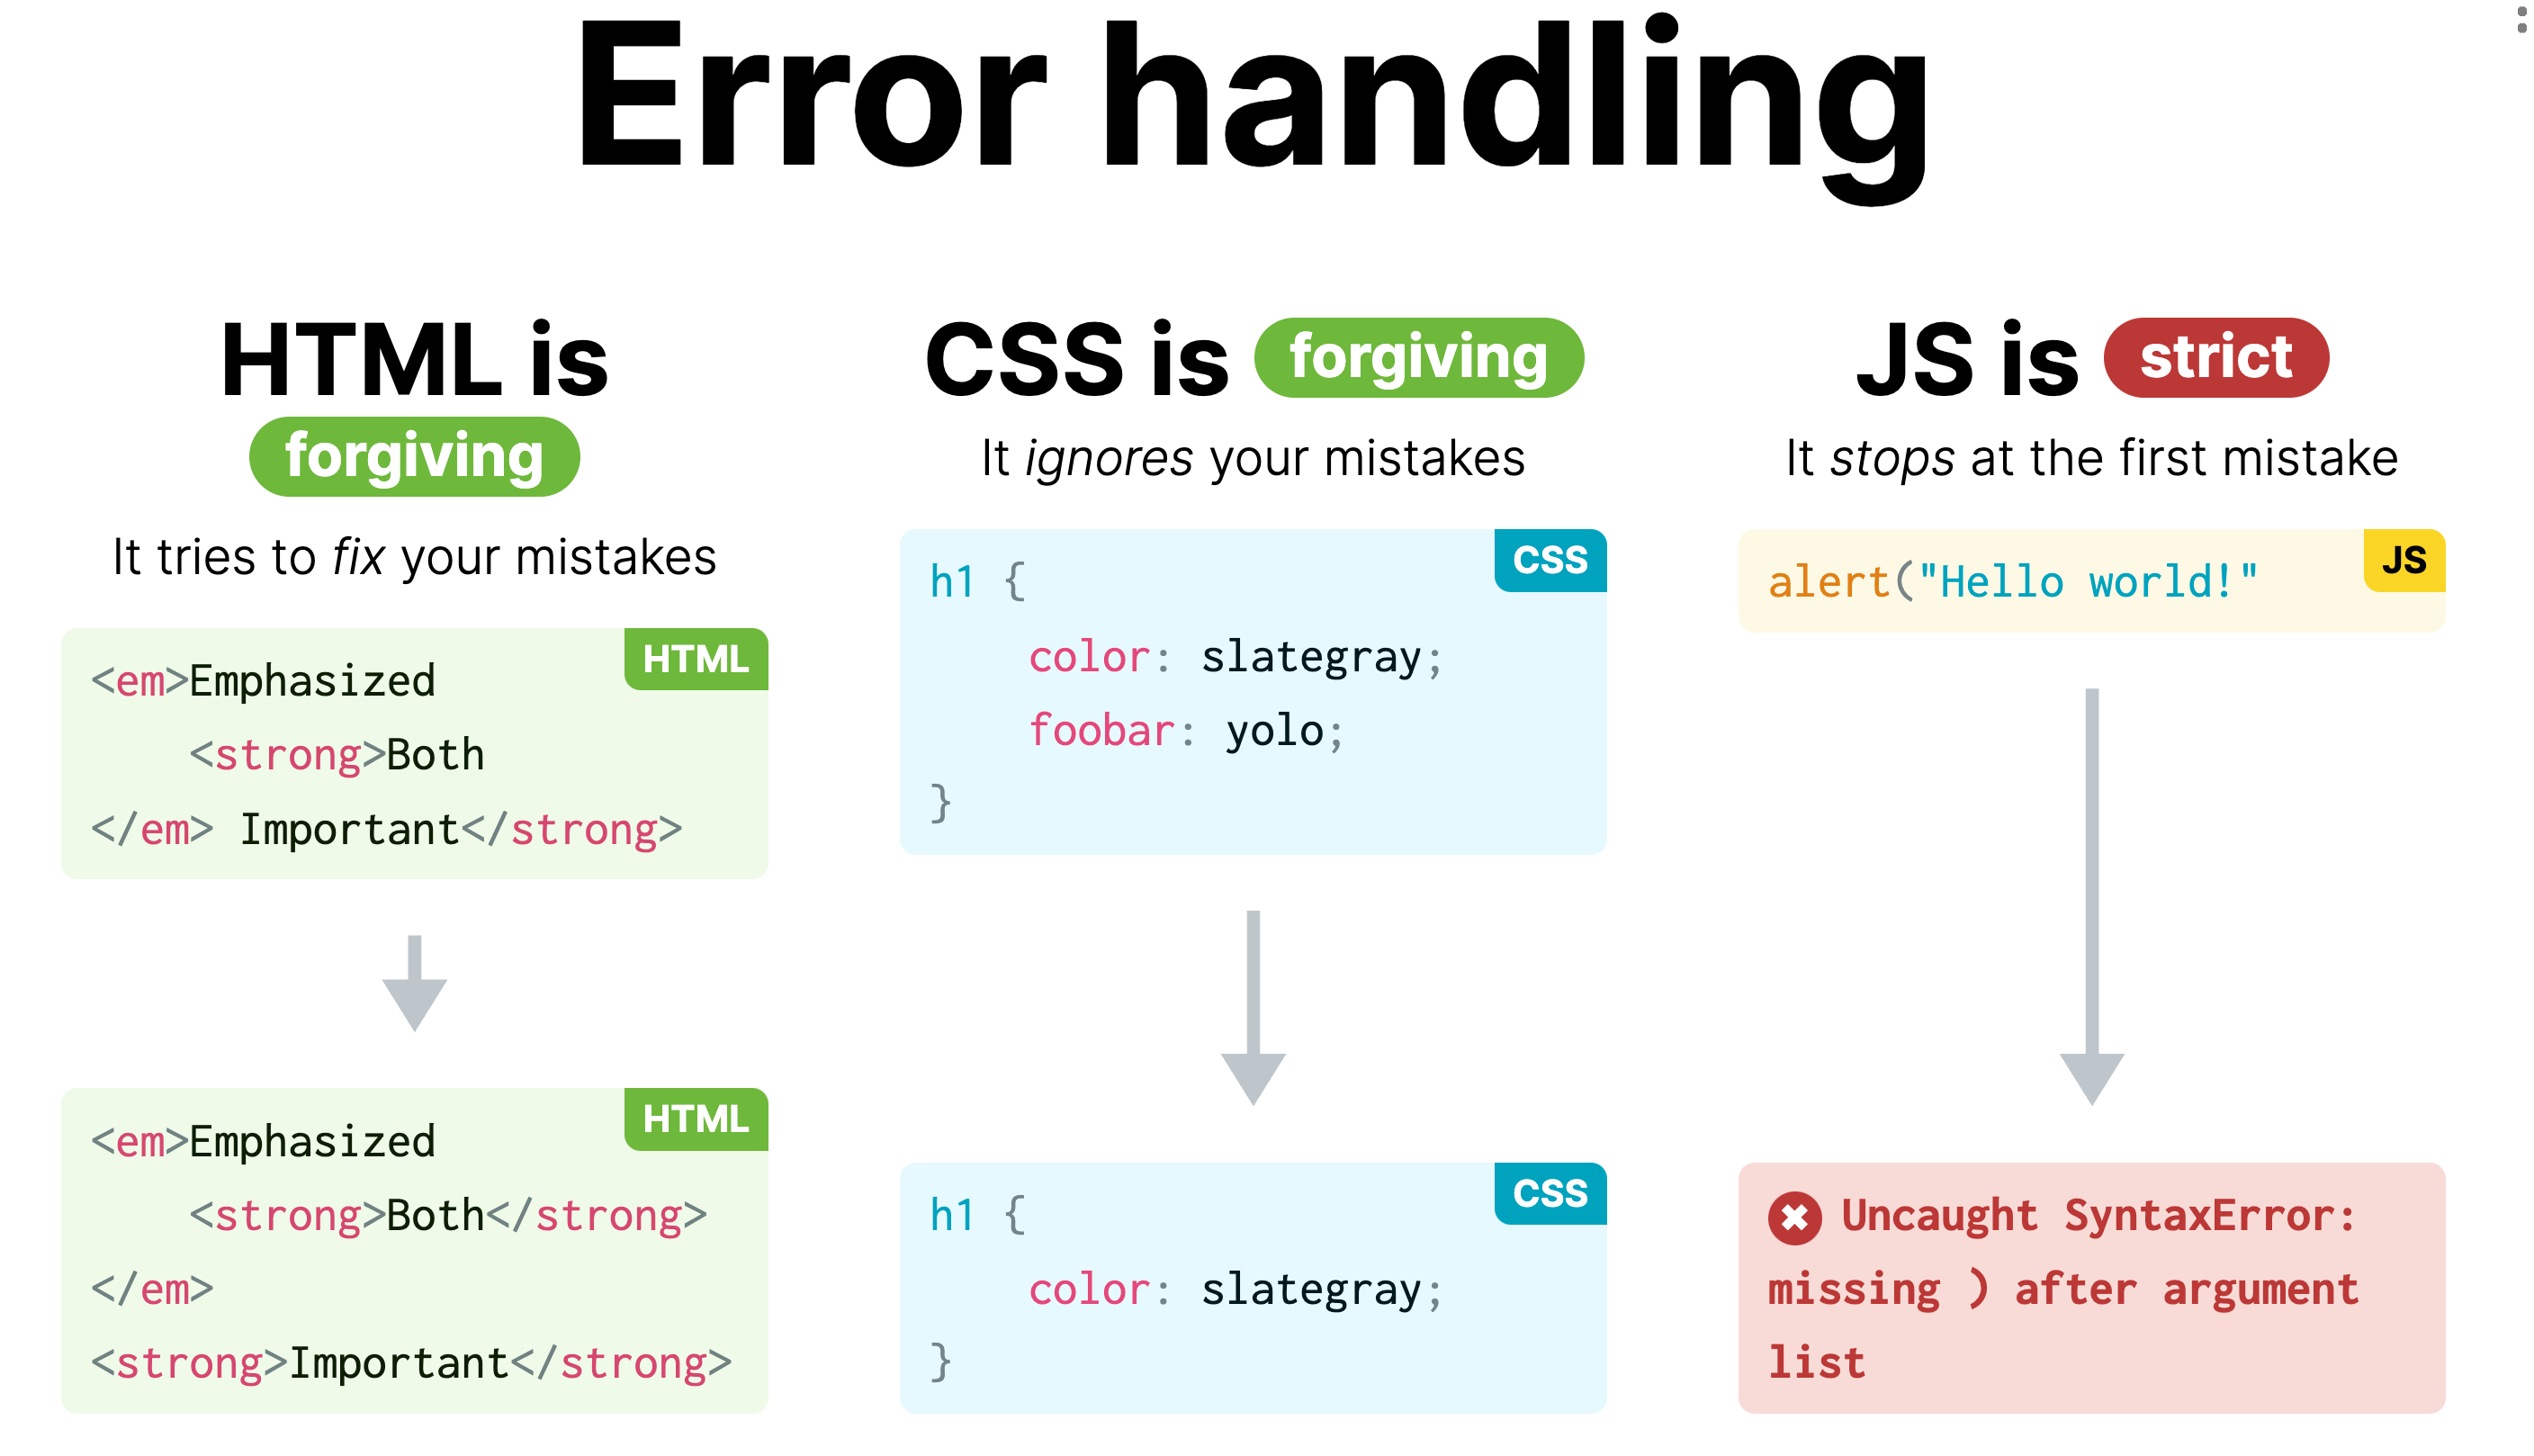 Error handling
HTML is
forgiving
It tries to fix your mistakes
HTML
<em>Emphasized
    <strong>Both
</em> Important</strong>
HTML
<em>Emphasized
    <strong>Both</strong>
</em>
<strong>Important</strong>
CSS is forgiving
It ignores your mistakes
CSS
h1 {
    color: slategray;
    foobar: yolo;
}
CSS
h1 {
    color: slategray;
}
JS is strict
It stops at the first mistake
JS
alert("Hello world!"
Uncaught SyntaxError:
missing ) after argument
list